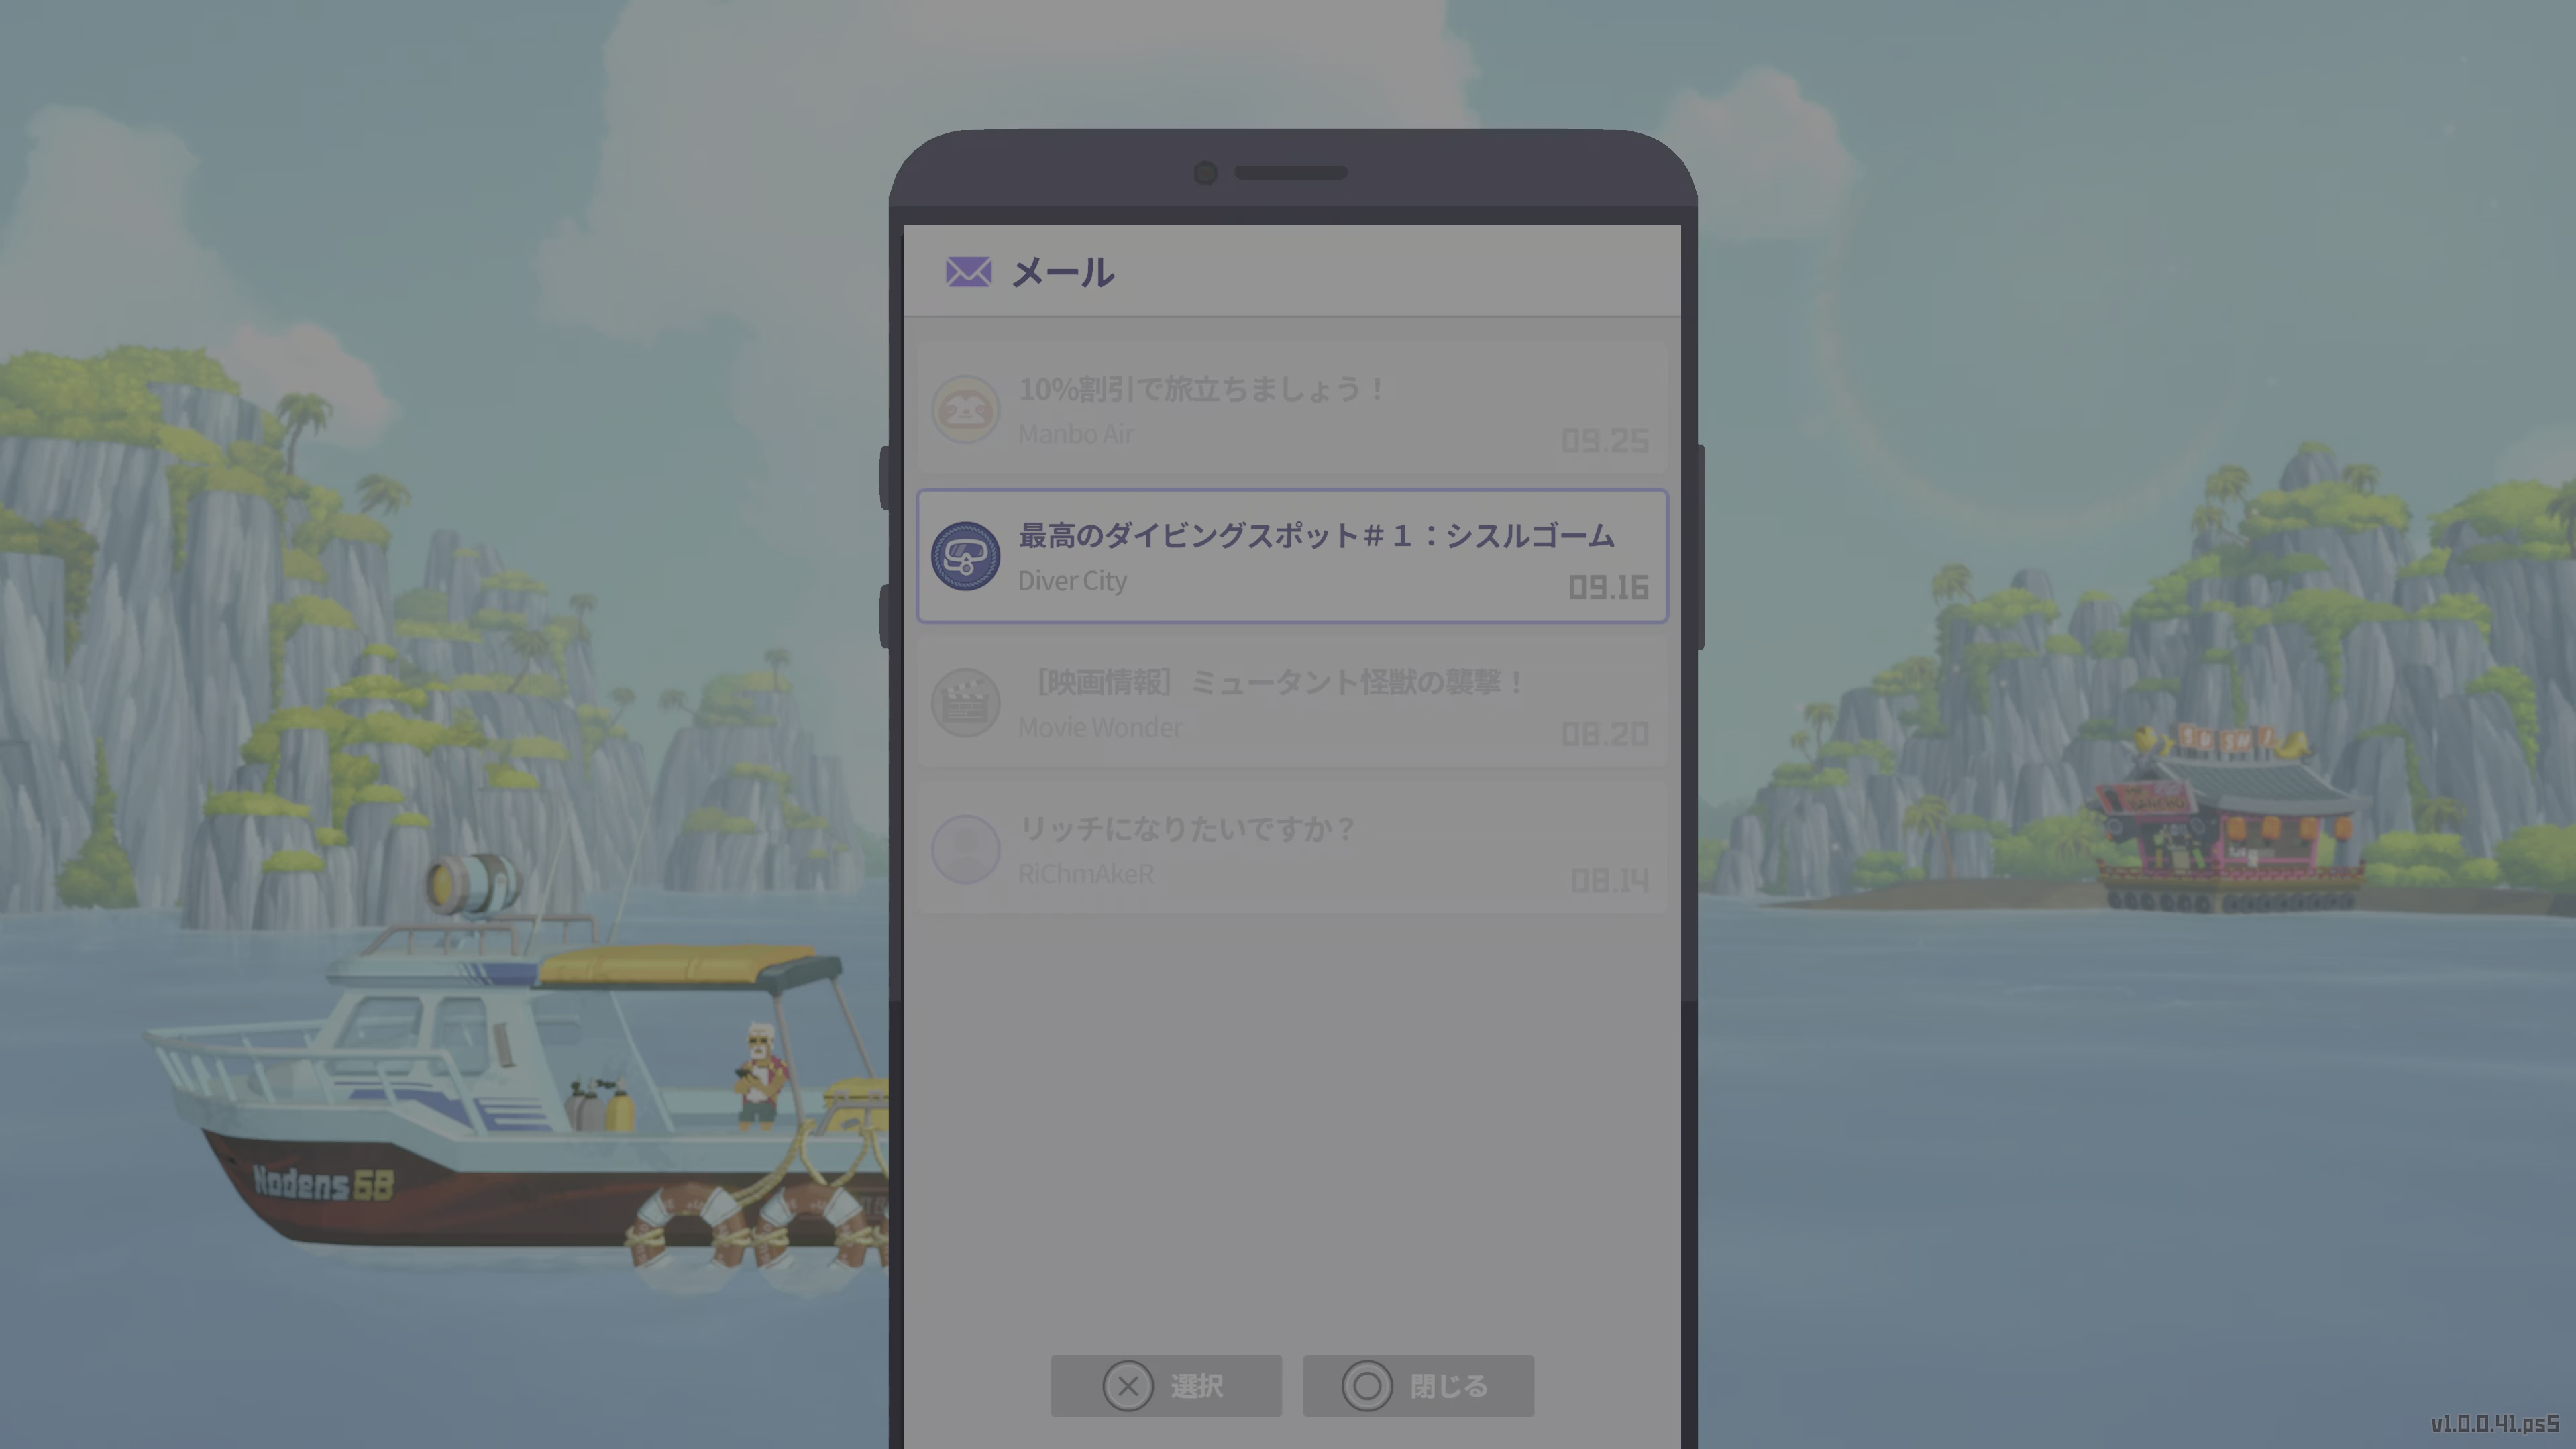 メール
10%割引で旅立ちましょう！
Manbo Air
09.25
最高のダイビングスポット＃１：シスルゴーム
Diver City
09.16
［映画情報］ミュータント怪獣の襲撃！
Movie Wonder
08.20
リッチになりたいですか？
RiChmAkeR
08.14
Nodens68
選択
閉じる
v1.0.0.41.ps5